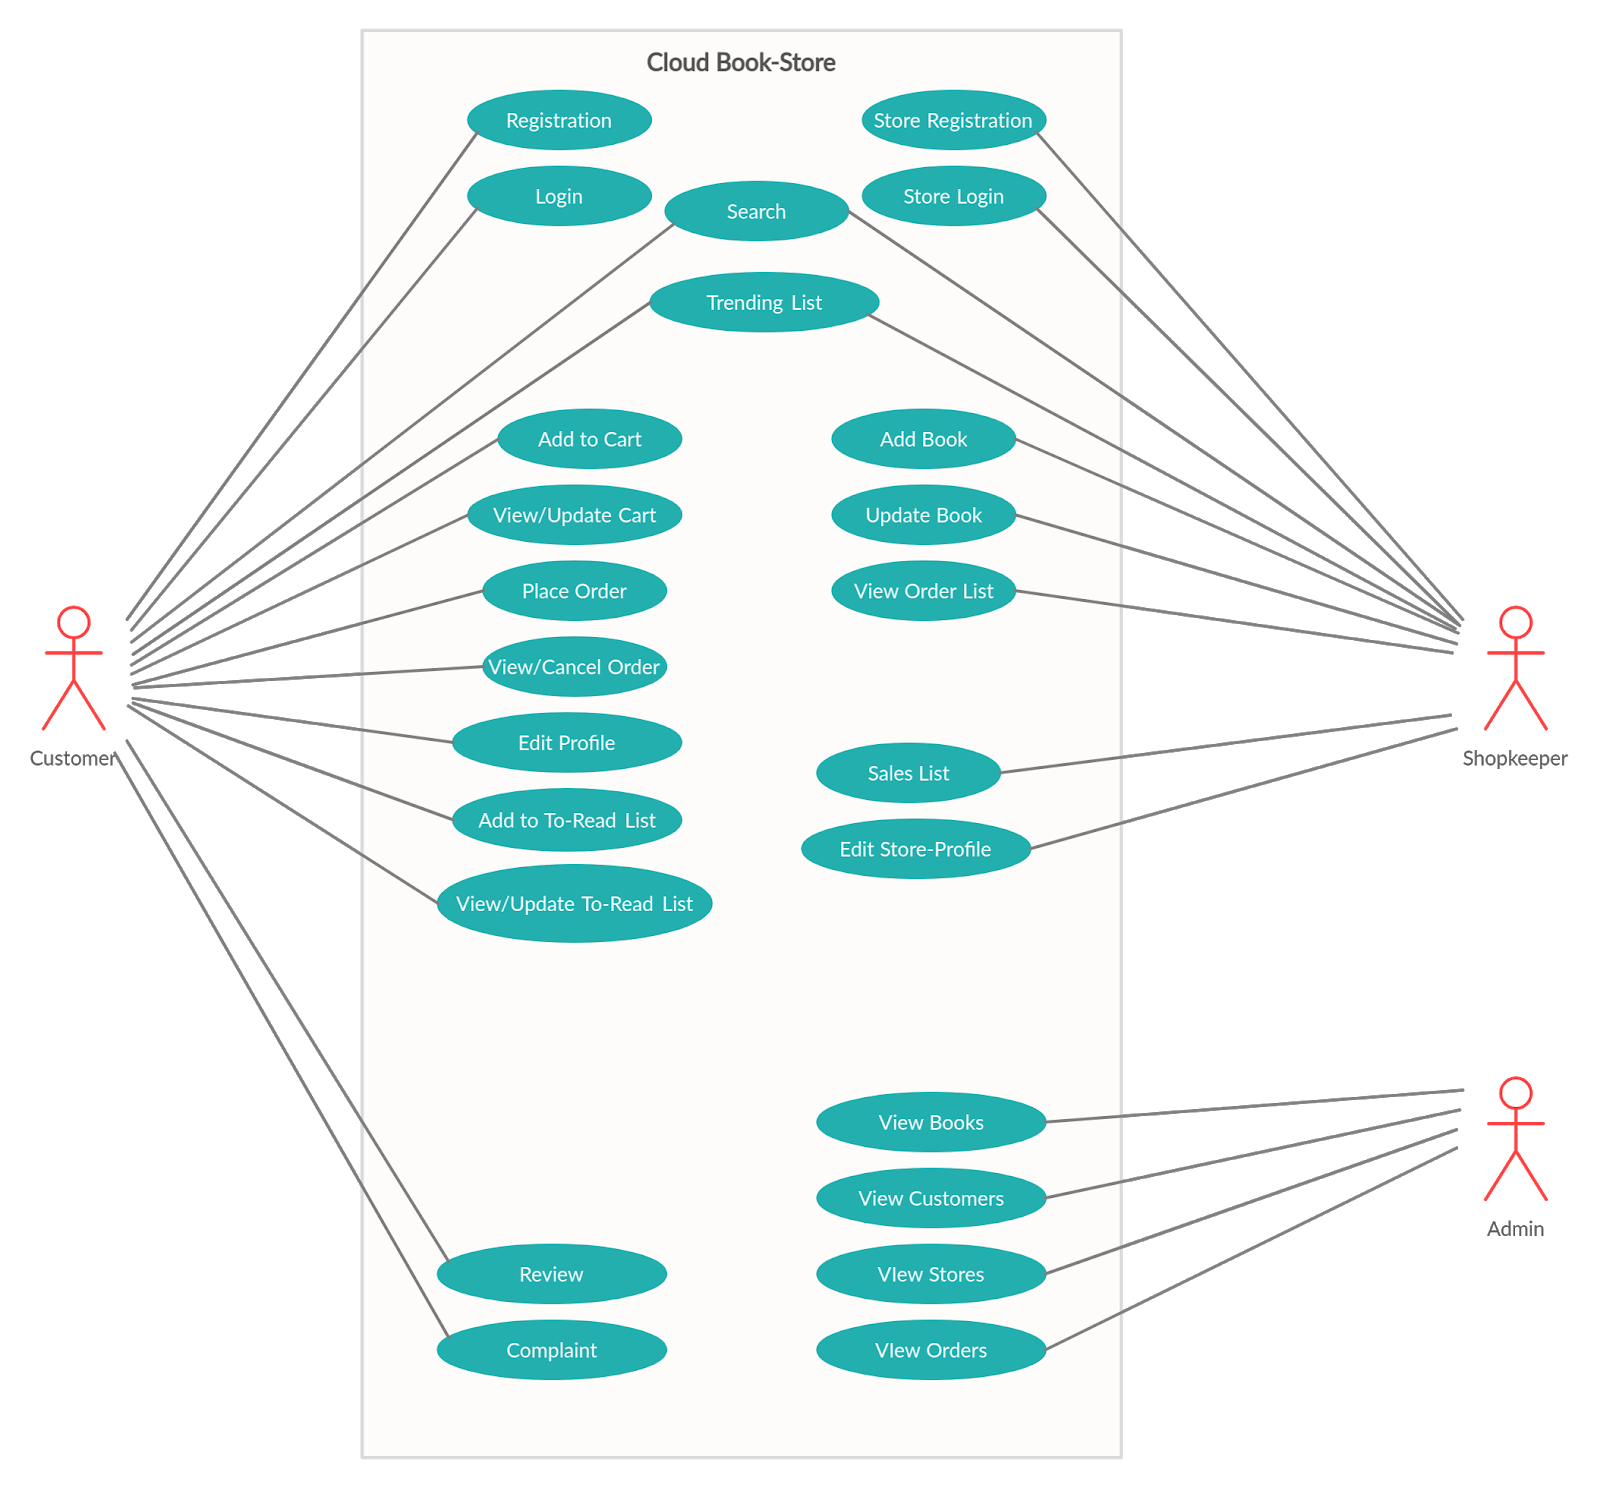 Cloud Book-Store
Registration
Store Registration
Login
Store Login
Search
Trending List
Add to Cart
Add Book
View/Update Cart
Update Book
Place Order
View Order List
View/Cancel Order
Edit Profile
Customer
Shopkeeper
Sales List
Add to To-Read List
Edit Store-Profile
View/Update To-Read List
View Books
View Customers
Admin
Review
VIew Stores
Complaint
VIew Orders